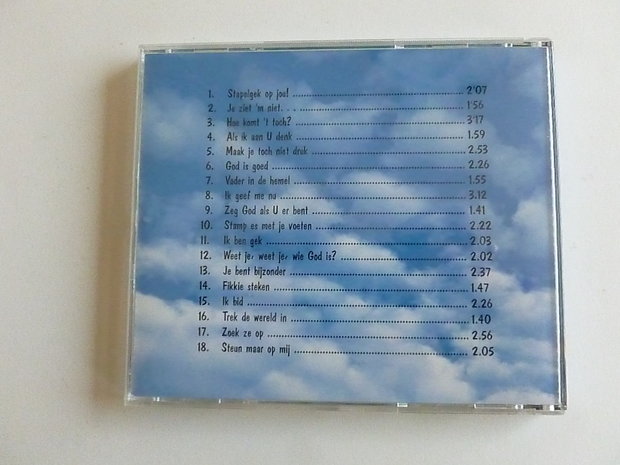 1. Stapelgek op jou! 2'07
2. Je ziet 'm niet. . . 1'56
3. Hoe komt 't toch? 3'17
4. Als ik aan U denk 1.59
5. Maak je toch niet druk 2.53
6. God is goed 2.26
7. Vader in de hemel 1.55
8. Ik geef me nu 3.12
9. Zeg God als U er bent 1.41
10. Stamp es met je voeten 2.22
11. Ik ben gek 2.03
12. Weet je, weet je, wie God is? 2.02
13. Je bent bijzonder 2.37
14. Fikkie steken 1.47
15. Ik bid 2.26
16. Trek de wereld in 1.40
17. Zoek ze op 2.56
18. Steun maar op mij 2.05